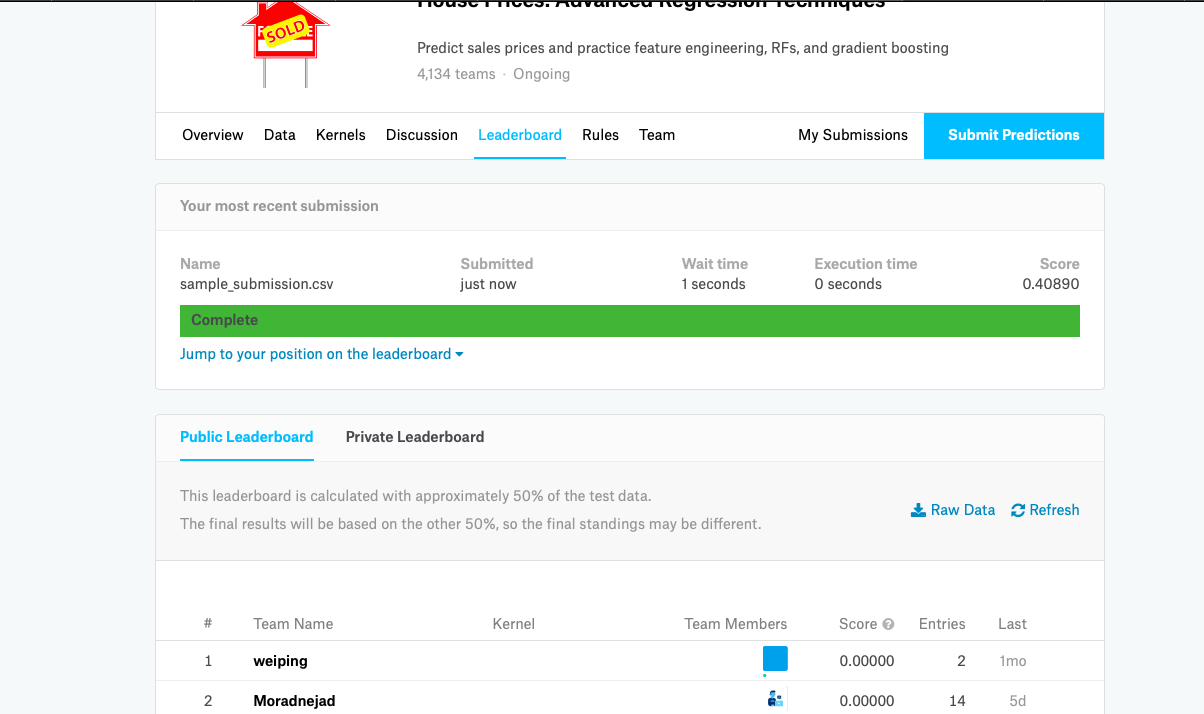 House Prices: Advanced Regression Techniques
SOLD
Predict sales prices and practice feature engineering, RFs, and gradient boosting
4,134 teams · Ongoing
Overview Data Kernels Discussion Leaderboard Rules Team My Submissions Submit Predictions
Your most recent submission
Name Submitted Wait time Execution time Score
sample_submission.csv just now 1 seconds 0 seconds 0.40890
Complete
Jump to your position on the leaderboard
Public Leaderboard Private Leaderboard
This leaderboard is calculated with approximately 50% of the test data.
The final results will be based on the other 50%, so the final standings may be different.
Raw Data Refresh
# Team Name Kernel Team Members Score Entries Last
1 weiping 0.00000 2 1mo
2 Moradnejad 0.00000 14 5d